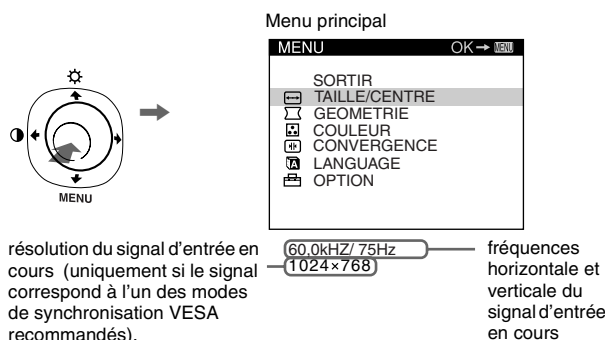 Menu principal
MENU OK→ MENU
SORTIR
TAILLE/CENTRE
GEOMETRIE
COULEUR
CONVERGENCE
LANGUAGE
OPTION
MENU
60,0kHZ/ 75Hz
1024×768
résolution du signal d'entrée en
cours (uniquement si le signal
correspond à l'un des modes
de synchronisation VESA
recommandés).
fréquences
horizontale et
verticale du
signal d'entrée
en cours